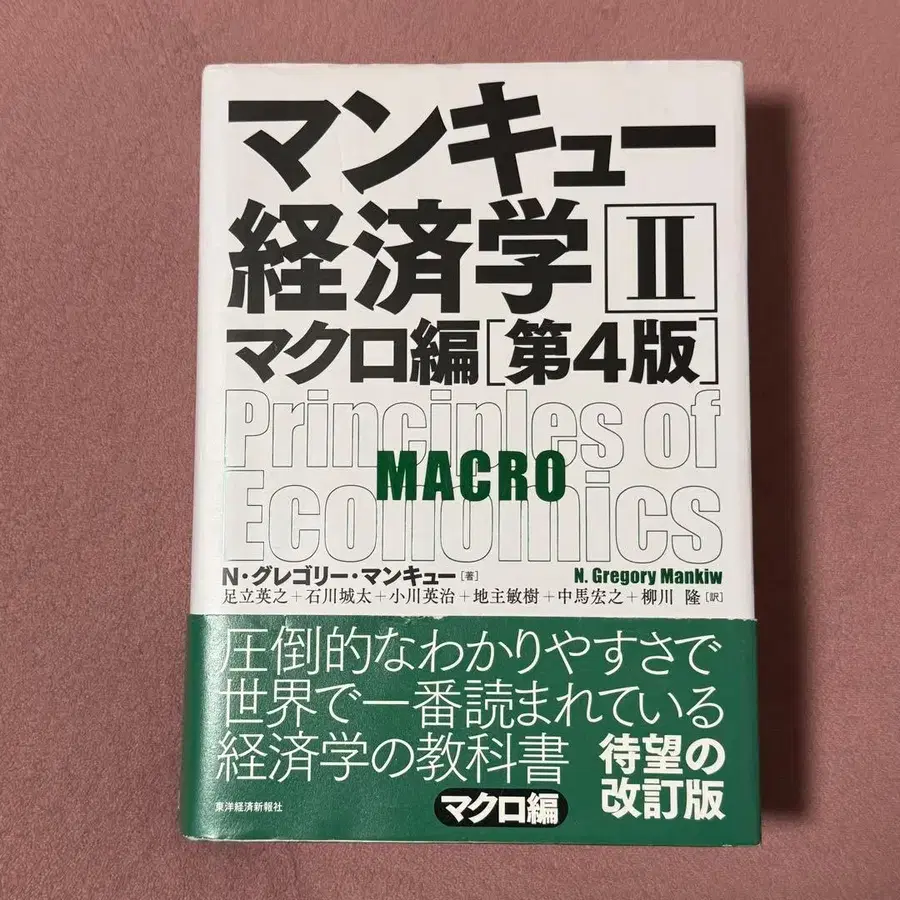 マンキュー
経済学 II
マクロ編[第4版]
Principles of
Economics
MACRO
N・グレゴリー・マンキュー[著] N. Gregory Mankiw
足立英之+石川城太+小川英治+地主敏樹+中馬宏之+柳川 隆[訳]
圧倒的なわかりやすさで
世界で一番読まれている
経済学の教科書
待望の
改訂版
マクロ編
東洋経済新報社